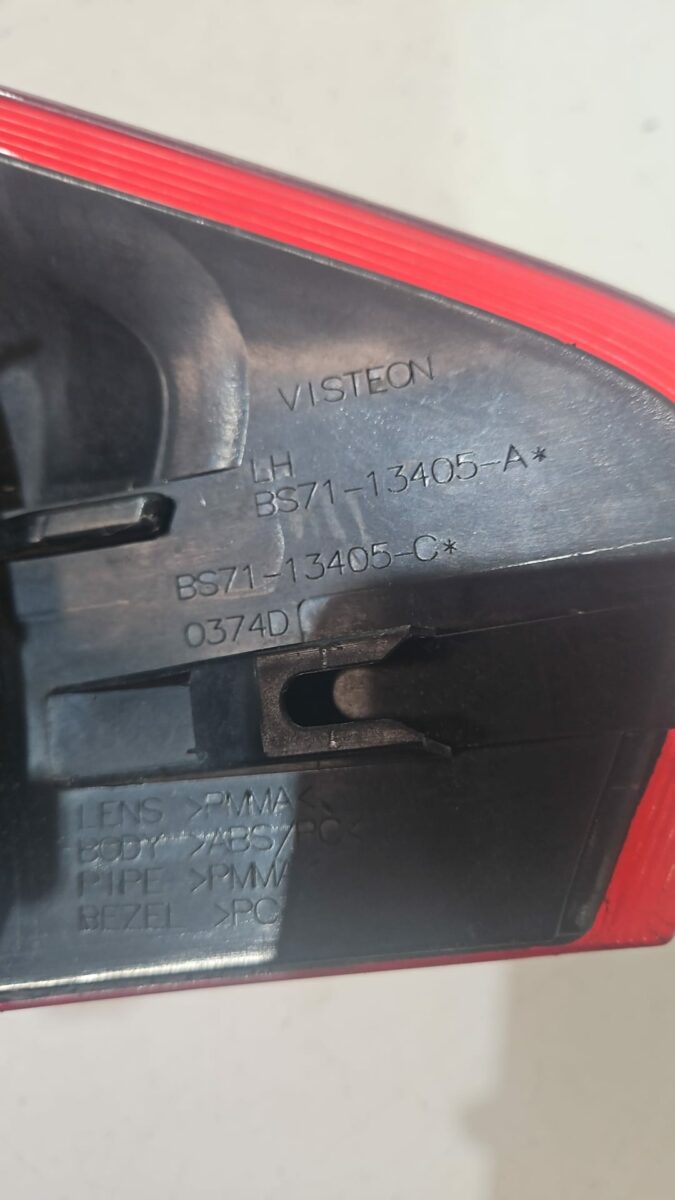 VISTEON
LH
BS71-13405-A*
BS71-13405-C*
0374D
LENS >PMMA<
BODY >ABS/PC<
PIPE >PMMA
BEZEL >PC